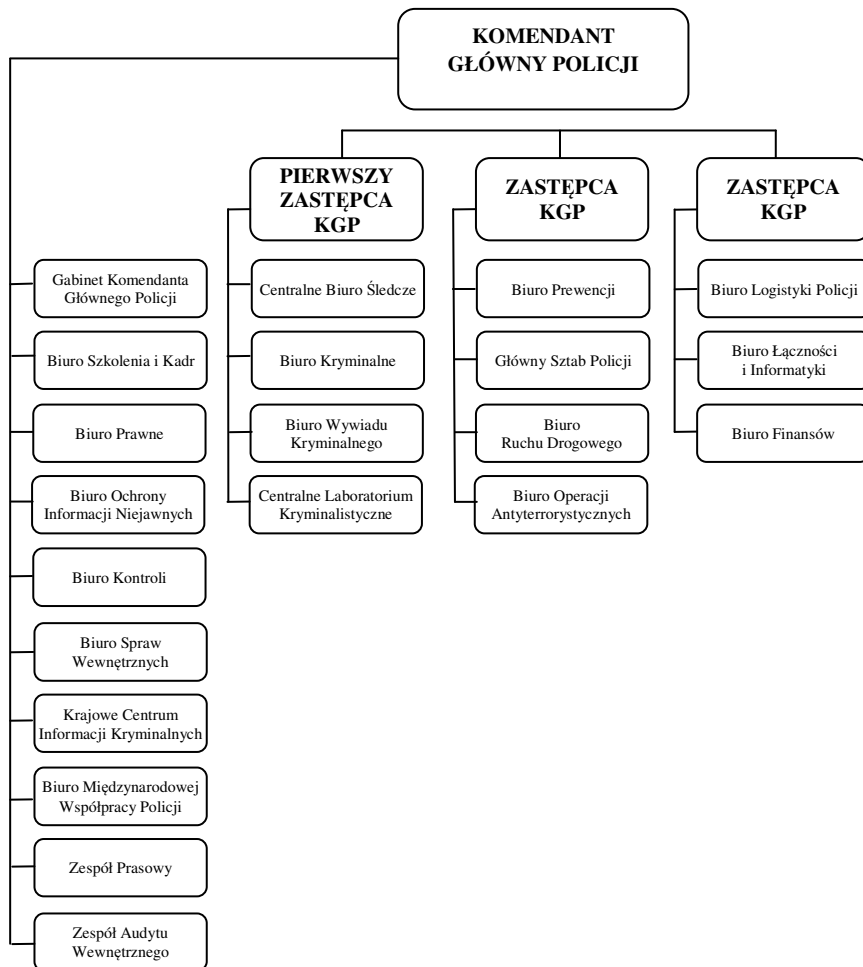 KOMENDANT
GŁÓWNY POLICJI
PIERWSZY
ZASTĘPCA
KGP
ZASTĘPCA
KGP
ZASTĘPCA
KGP
Gabinet Komendanta
Głównego Policji
Biuro Szkolenia i Kadr
Biuro Prawne
Biuro Ochrony
Informacji Niejawnych
Biuro Kontroli
Biuro Spraw
Wewnętrznych
Krajowe Centrum
Informacji Kryminalnych
Biuro Międzynarodowej
Współpracy Policji
Zespół Prasowy
Zespół Audytu
Wewnętrznego
Centralne Biuro Śledcze
Biuro Kryminalne
Biuro Wywiadu
Kryminalnego
Centralne Laboratorium
Kryminalistyczne
Biuro Prewencji
Główny Sztab Policji
Biuro
Ruchu Drogowego
Biuro Operacji
Antyterrorystycznych
Biuro Logistyki Policji
Biuro Łączności
i Informatyki
Biuro Finansów